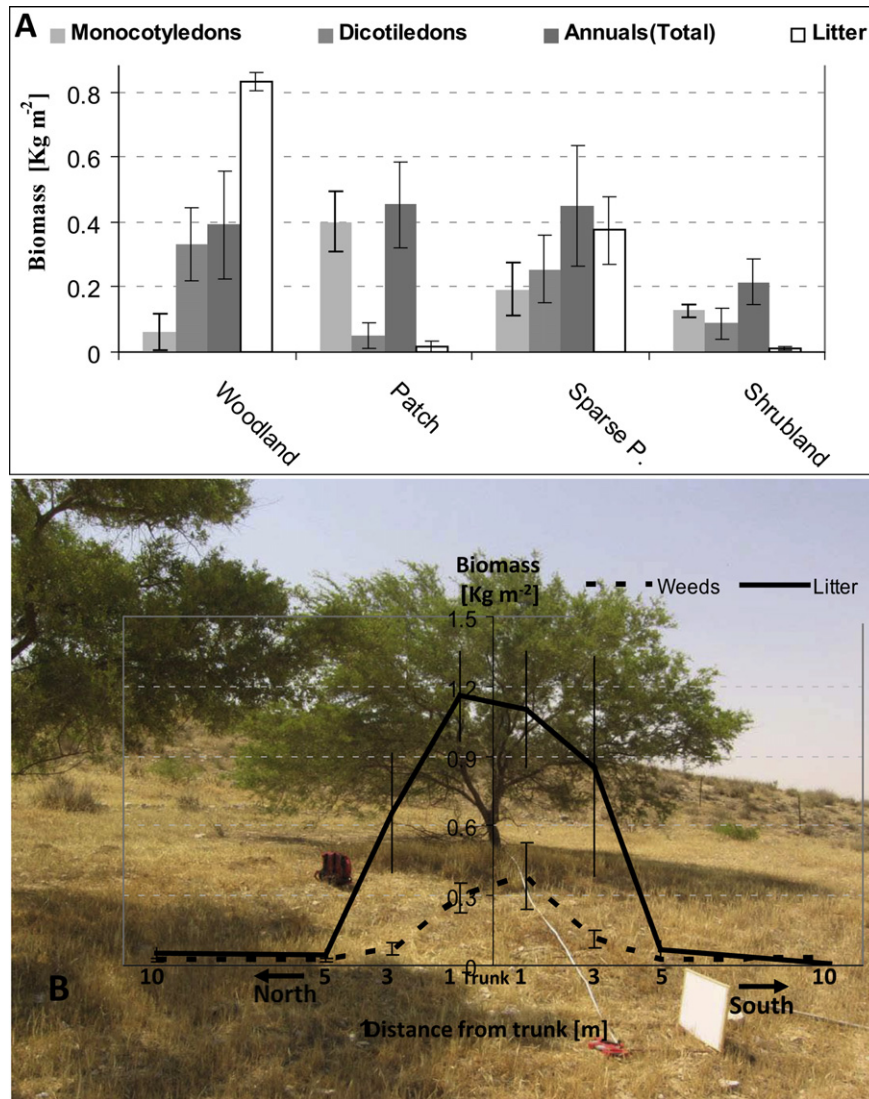 A
Monocotyledons Dicotiledons Annuals(Total) Litter
Biomass [Kg m-2]
0.8
0.6
0.4
0.2
0
Woodland Patch Sparse P. Shrubland
Biomass
[Kg m-2]
Weeds Litter
1.5
1.2
0.9
0.6
0.3
0
10 5 3 1 Trunk 1 3 5 10
B North South
Distance from trunk [m]